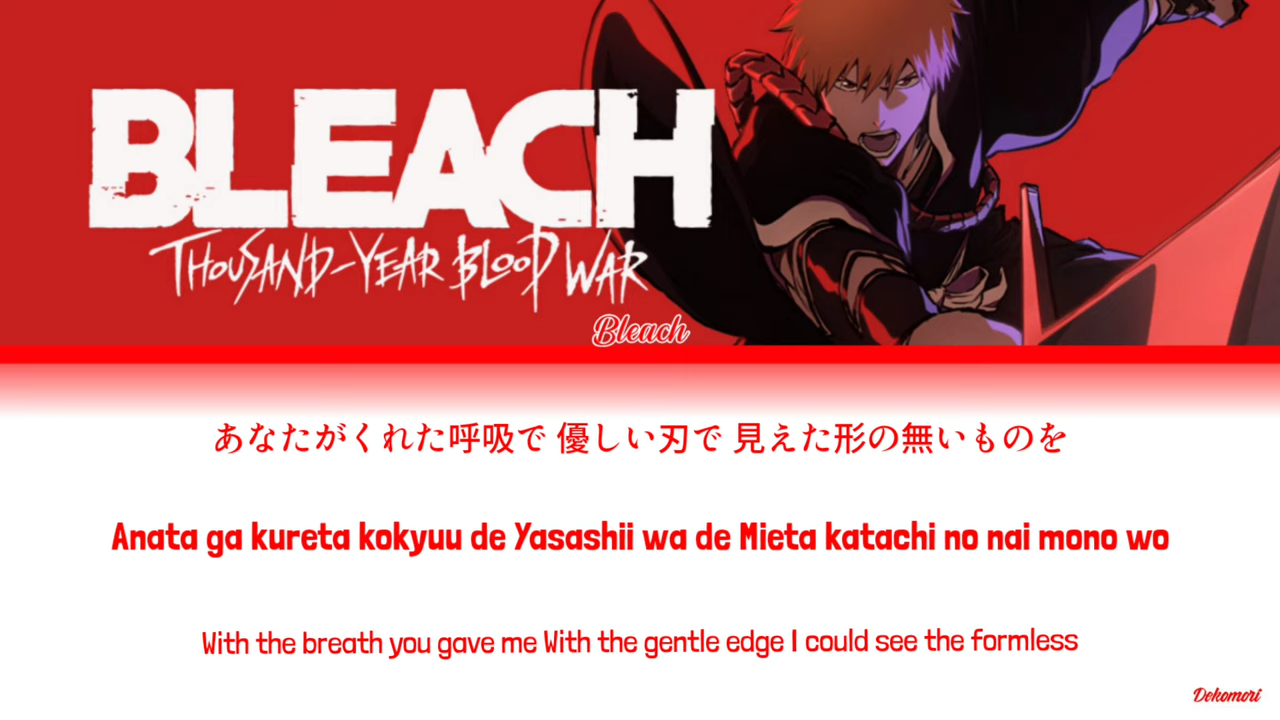 BLEACH
THOUSAND-YEAR BLOOD WAR
Bleach
あなたがくれた呼吸で 優しい刃で 見えた形の無いものを
Anata ga kureta kokyuu de Yasashii wa de Mieta katachi no nai mono wo
With the breath you gave me With the gentle edge I could see the formless
Dekomori